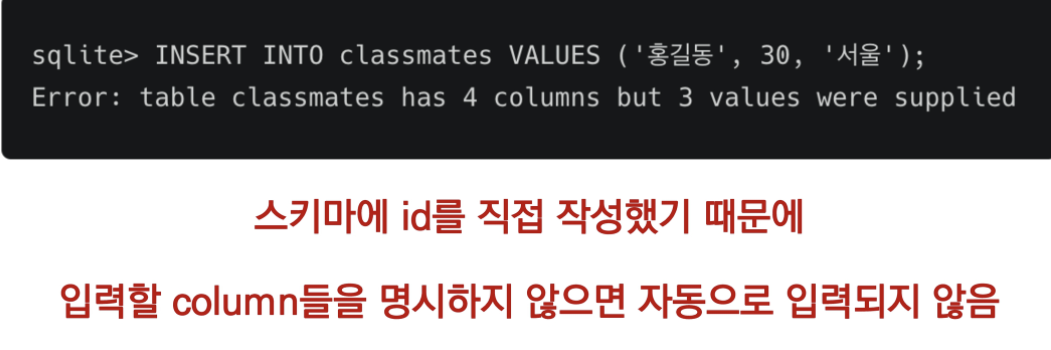 sqlite> INSERT INTO classmates VALUES ('홍길동', 30, '서울');
Error: table classmates has 4 columns but 3 values were supplied
스키마에 id를 직접 작성했기 때문에
입력할 column들을 명시하지 않으면 자동으로 입력되지 않음